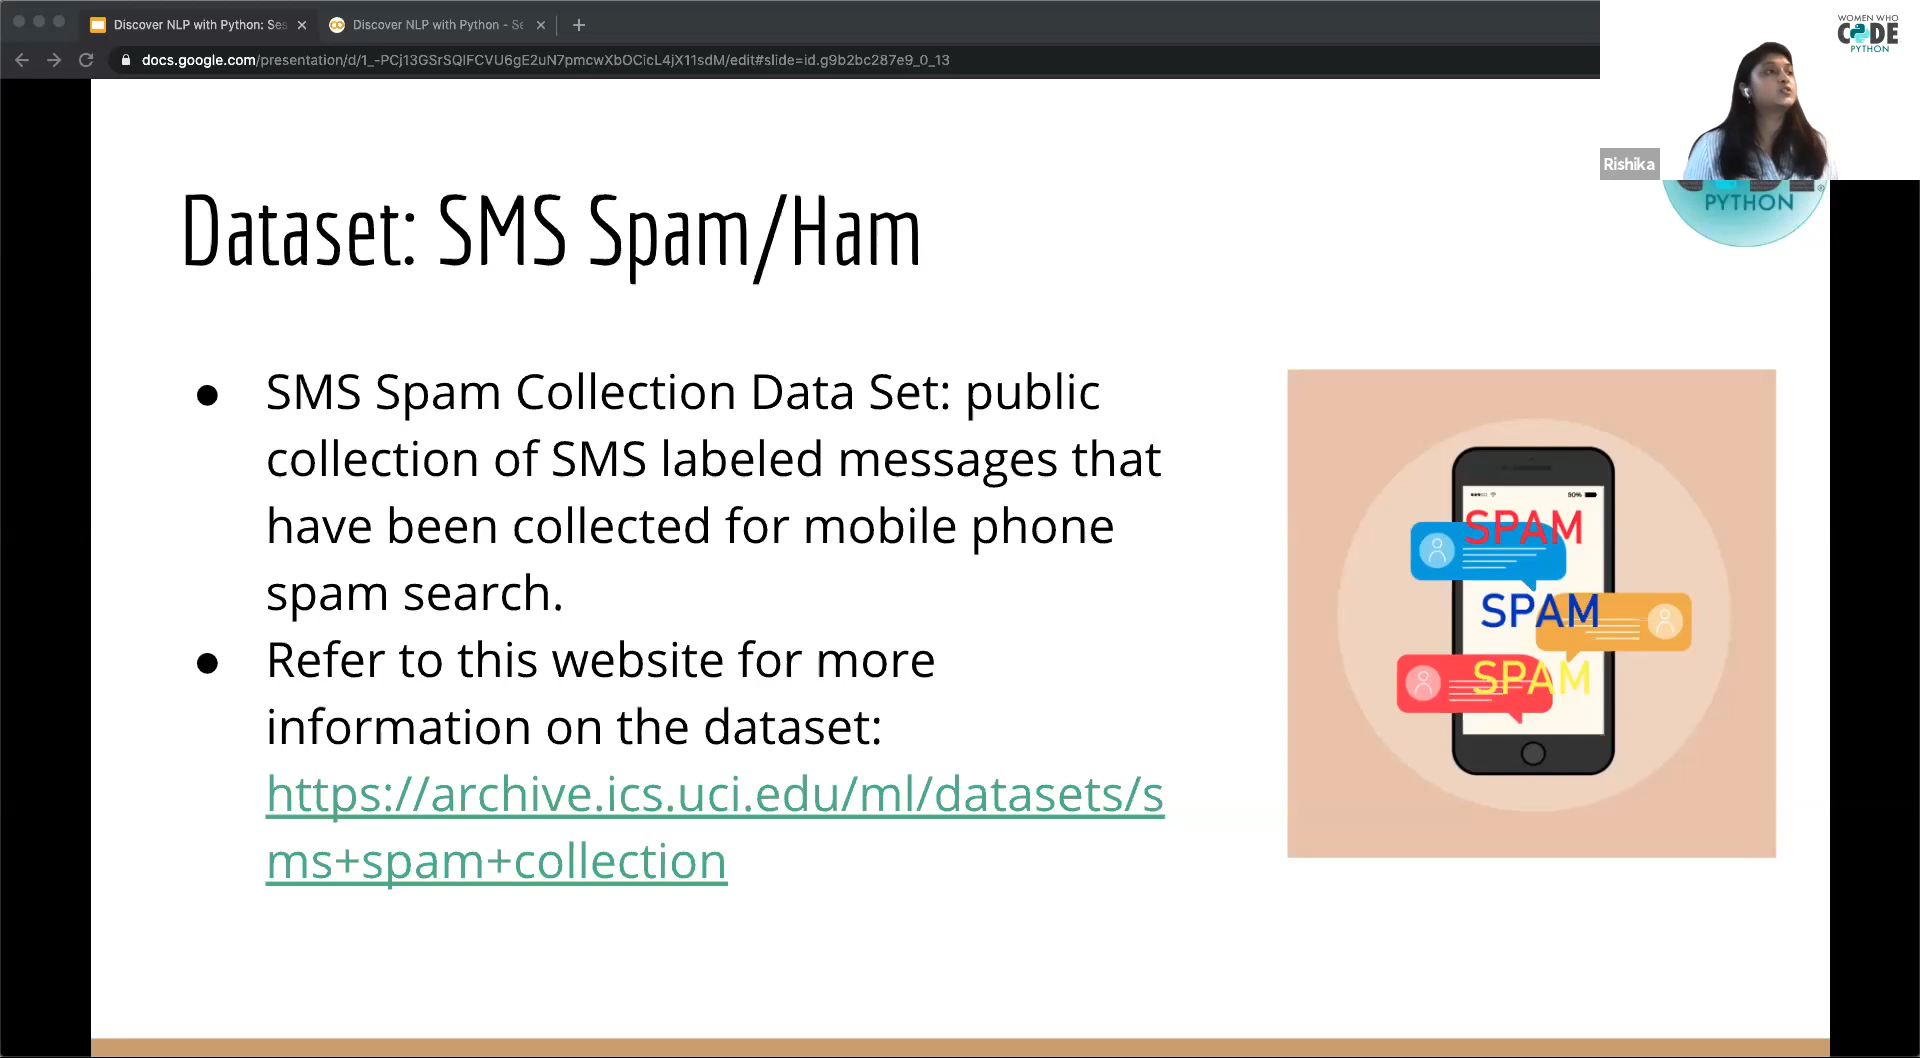 Discover NLP with Python: Ses
Discover NLP with Python - Se
docs.google.com/presentation/d/1_-PCj13GSrSQlFCVU6gE2uN7pmcwXbOCicL4jX11sdM/edit#slide=id.g9b2bc287e9_0_13
WOMEN WHO
CODE
PYTHON
Rishika
PYTHON
Dataset: SMS Spam/Ham
● SMS Spam Collection Data Set: public
collection of SMS labeled messages that
have been collected for mobile phone
spam search.
● Refer to this website for more
information on the dataset:
https://archive.ics.uci.edu/ml/datasets/s
ms+spam+collection
90%
SPAM
SPAM
SPAM